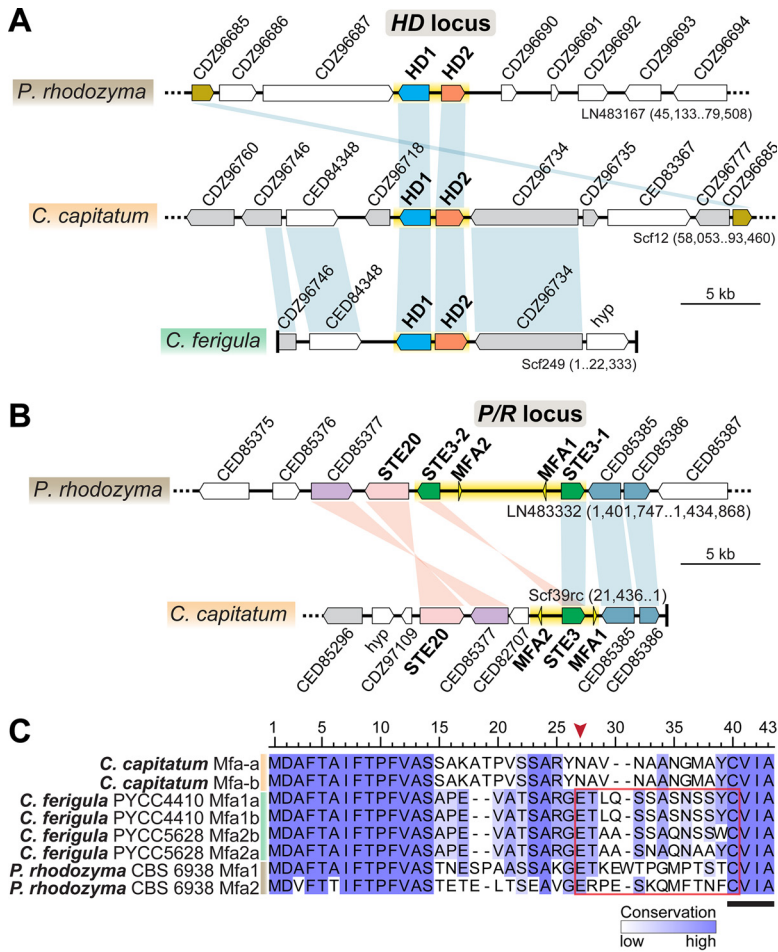 A
HD locus
CDZ96685 CDZ96686 CDZ96687 HD1 HD2 CDZ96690 CDZ96691 CDZ96692 CDZ96693 CDZ96694
P. rhodozyma
LN483167 (45,133..79,508)
CDZ96760 CDZ96746 CED84348 CDZ96718 HD1 HD2 CDZ96734 CDZ96735 CED83367 CDZ96777 CDZ96685
C. capitatum
Scf12 (58,053..93,460)
CDZ96746 CED84348 HD1 HD2 CDZ96734 hyp
5 kb
C. ferigula
Scf249 (1..22,333)
B
P/R locus
CED85375 CED85376 CED85377 STE20 STE3-2 MFA2 MFA1 STE3-1 CED85385 CED85386 CED85387
P. rhodozyma
LN483332 (1,401,747..1,434,868)
5 kb
Scf39rc (21,436..1)
C. capitatum
CED85296 hyp CDZ97109 STE20 CED85377 CED82707 MFA2 STE3 MFA1 CED85385 CED85386
C
1 5 10 15 20 25 30 35 40 43
C. capitatum Mfa-a MDAFTAIFTPFVASSAKATPVSSARYNAV--NAANGMAYCVIA
C. capitatum Mfa-b MDAFTAIFTPFVASSAKATPVSSARYNAV--NAANGMAYCVIA
C. ferigula PYCC4410 Mfa1a MDAFTAIFTPFVASAPE--VATSARGETLQ-SSASNSSYCVIA
C. ferigula PYCC4410 Mfa1b MDAFTAIFTPFVASAPE--VATSARGETLQ-SSASNSSYCVIA
C. ferigula PYCC5628 Mfa2b MDAFTAIFTPFVASAPE--VATSARGETAA-SSAQNSSWCVIA
C. ferigula PYCC5628 Mfa2a MDAFTAIFTPFVASAPE--VATSARGETAA-SNAQNAAYCVIA
P. rhodozyma CBS 6938 Mfa1 MDAFTAIFTPFVASTNESPAASSAKGETKEWTPGMPTSTCVIA
P. rhodozyma CBS 6938 Mfa2 MDVFTTIFTPFVASTETE-LTSEAVGERPE-SKQMFTNFCVIA
Conservation
low high